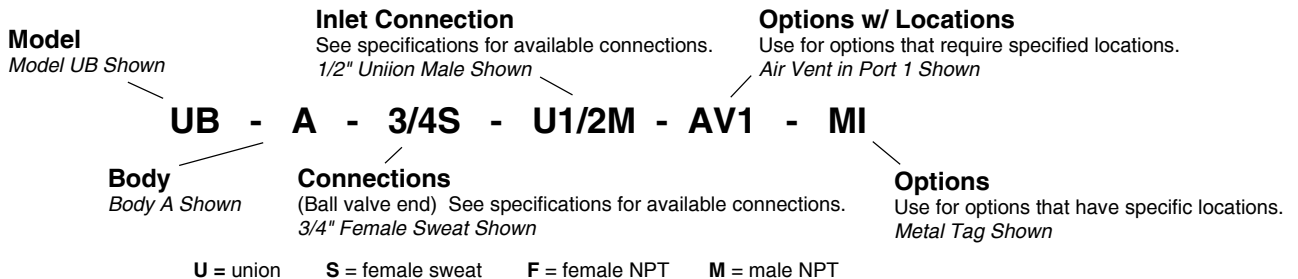 Model
Model UB Shown
Inlet Connection
See specifications for available connections.
1/2" Uniion Male Shown
Options w/ Locations
Use for options that require specified locations.
Air Vent in Port 1 Shown
UB - A - 3/4S - U1/2M - AV1 - MI
Body
Body A Shown
Connections
(Ball valve end) See specifications for available connections.
3/4" Female Sweat Shown
Options
Use for options that have specific locations.
Metal Tag Shown
U = union S = female sweat F = female NPT M = male NPT